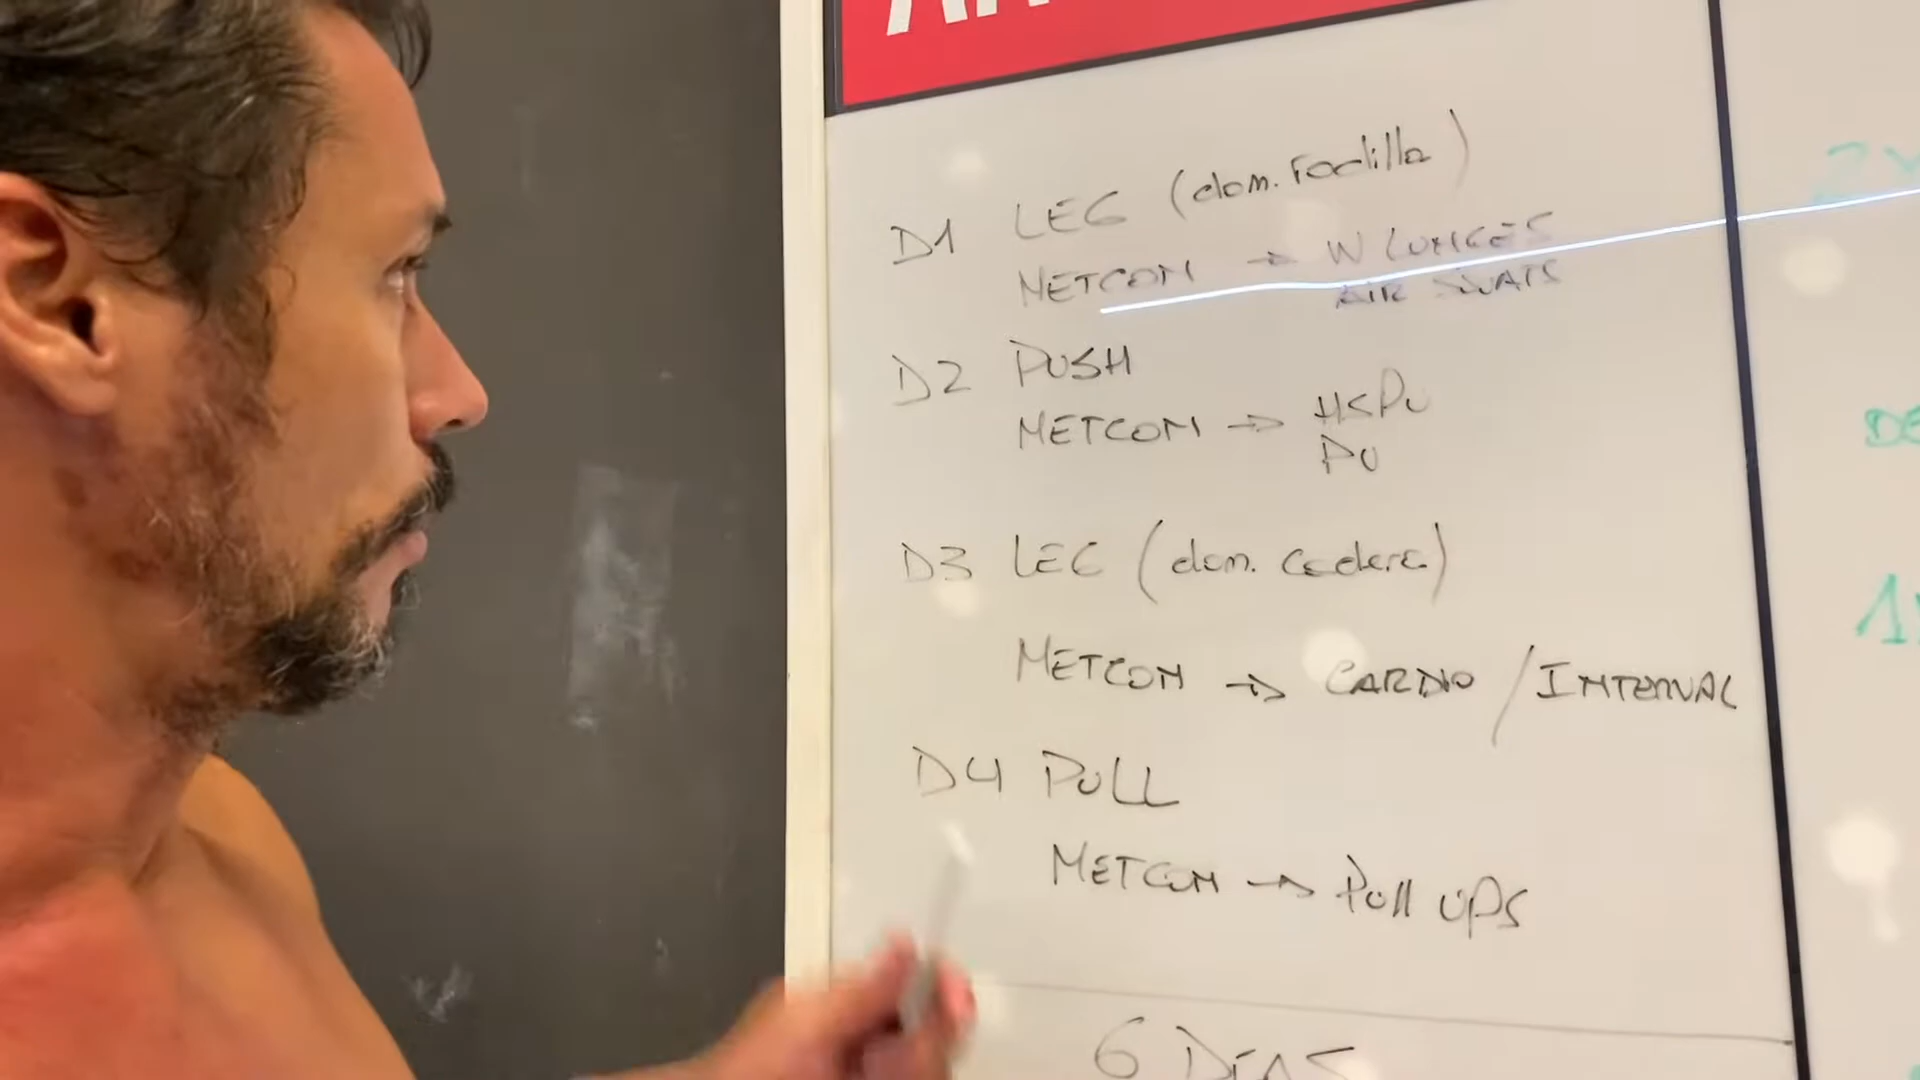 D1 LEG (dom. rodilla)
METCOM → W LUNGES
AIR SQUATS
D2 PUSH
METCOM → HSPU
PU
D3 LEG (dom. cadera)
METCOM → CARDIO / INTERVAL
D4 PULL
METCOM → Pull UPS
6 DIAS